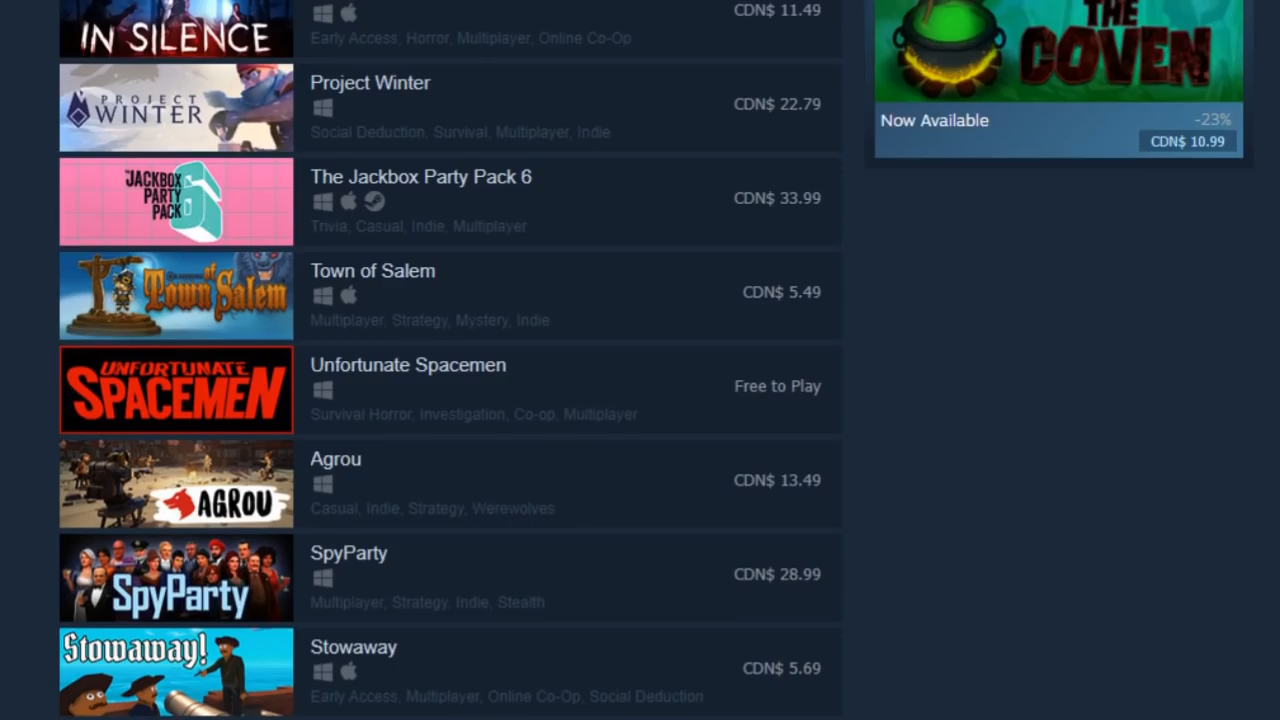 IN SILENCE
CDN$ 11.49
Early Access, Horror, Multiplayer, Online Co-Op
PROJECT
WINTER
Project Winter
CDN$ 22.79
Social Deduction, Survival, Multiplayer, Indie
THE
JACKBOX
PARTY
PACK
6
The Jackbox Party Pack 6
CDN$ 33.99
Trivia, Casual, Indie, Multiplayer
Town of Salem
Town of Salem
CDN$ 5.49
Multiplayer, Strategy, Mystery, Indie
UNFORTUNATE
SPACEMEN
Unfortunate Spacemen
Free to Play
Survival Horror, Investigation, Co-op, Multiplayer
AGROU
Agrou
CDN$ 13.49
Casual, Indie, Strategy, Werewolves
SpyParty
SpyParty
CDN$ 28.99
Multiplayer, Strategy, Indie, Stealth
Stowaway!
Stowaway
CDN$ 5.69
Early Access, Multiplayer, Online Co-Op, Social Deduction
THE
COVEN
Now Available
-23%
CDN$ 10.99